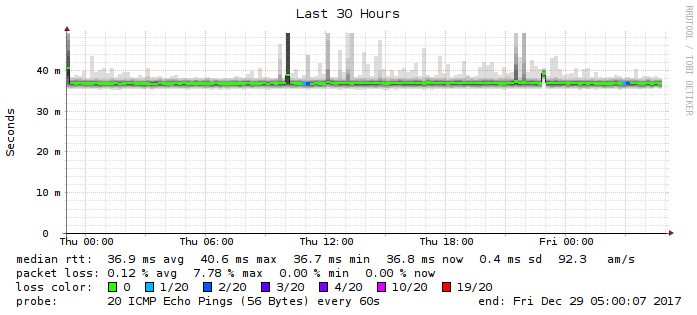 Last 30 Hours
RRDTOOL / TOBI OETIKER
Seconds
40 m
30 m
20 m
10 m
0
Thu 00:00 Thu 06:00 Thu 12:00 Thu 18:00 Fri 00:00
median rtt: 36.9 ms avg 40.6 ms max 36.7 ms min 36.8 ms now 0.4 ms sd 92.3 am/s
packet loss: 0.12 % avg 7.78 % max 0.00 % min 0.00 % now
loss color: 0 1/20 2/20 3/20 4/20 10/20 19/20
probe: 20 ICMP Echo Pings (56 Bytes) every 60s end: Fri Dec 29 05:00:07 2017